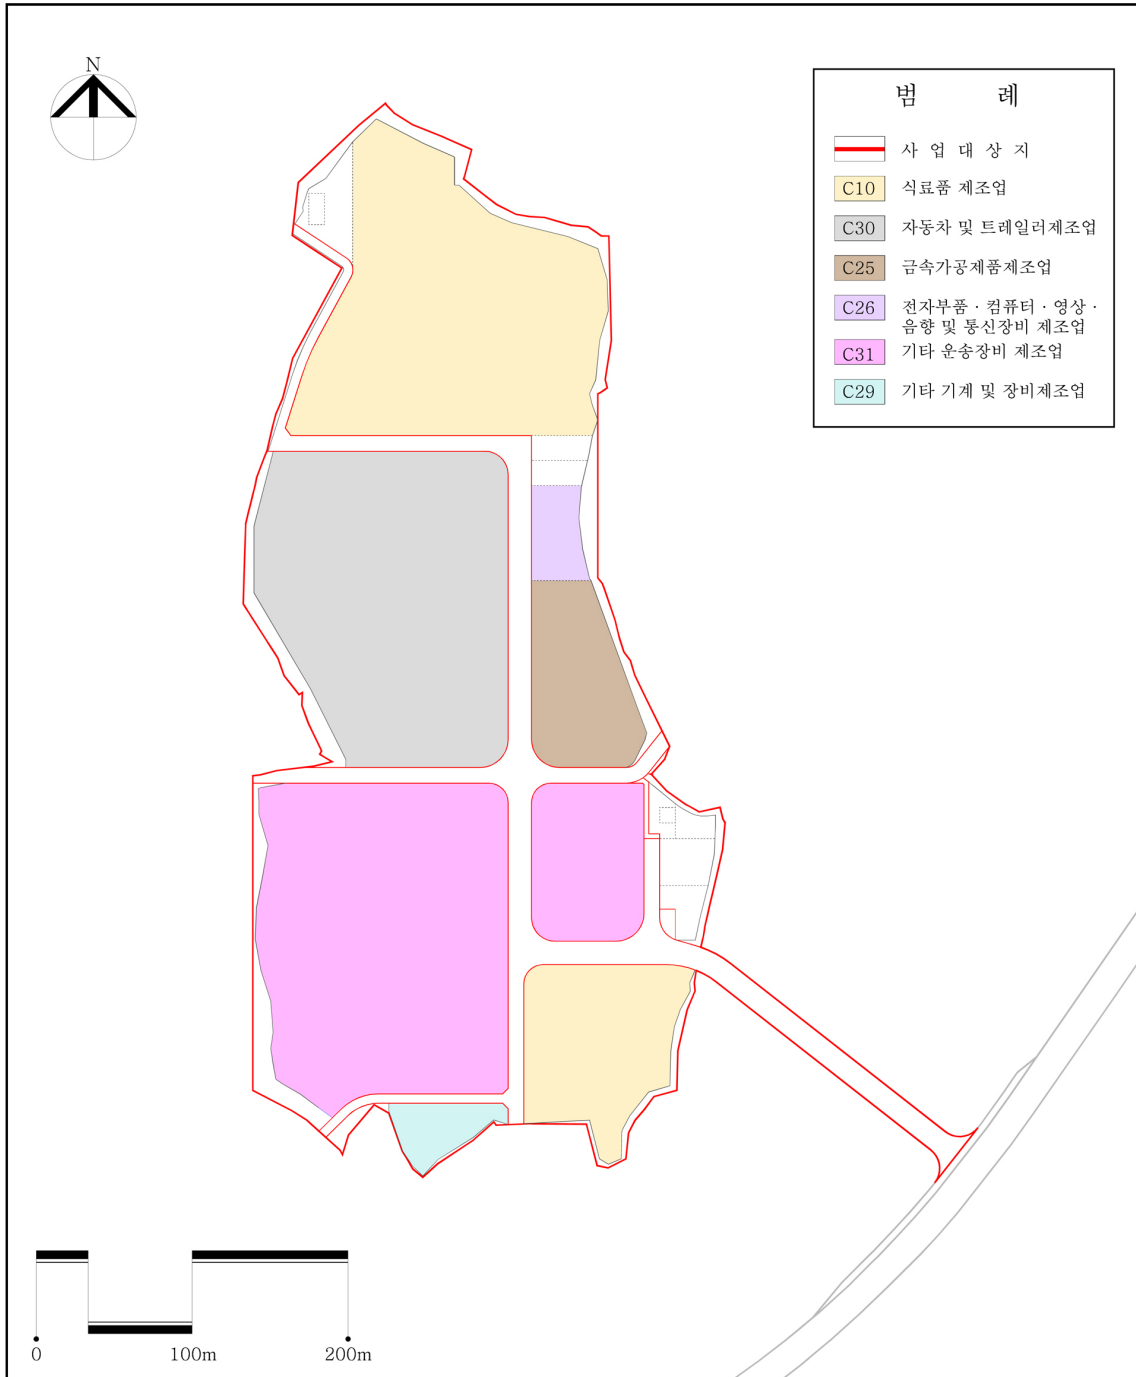 N
범 례
사 업 대 상 지
C10 식료품 제조업
C30 자동차 및 트레일러제조업
C25 금속가공제품제조업
C26 전자부품 · 컴퓨터 · 영상 ·
음향 및 통신장비 제조업
C31 기타 운송장비 제조업
C29 기타 기계 및 장비제조업
0 100m 200m